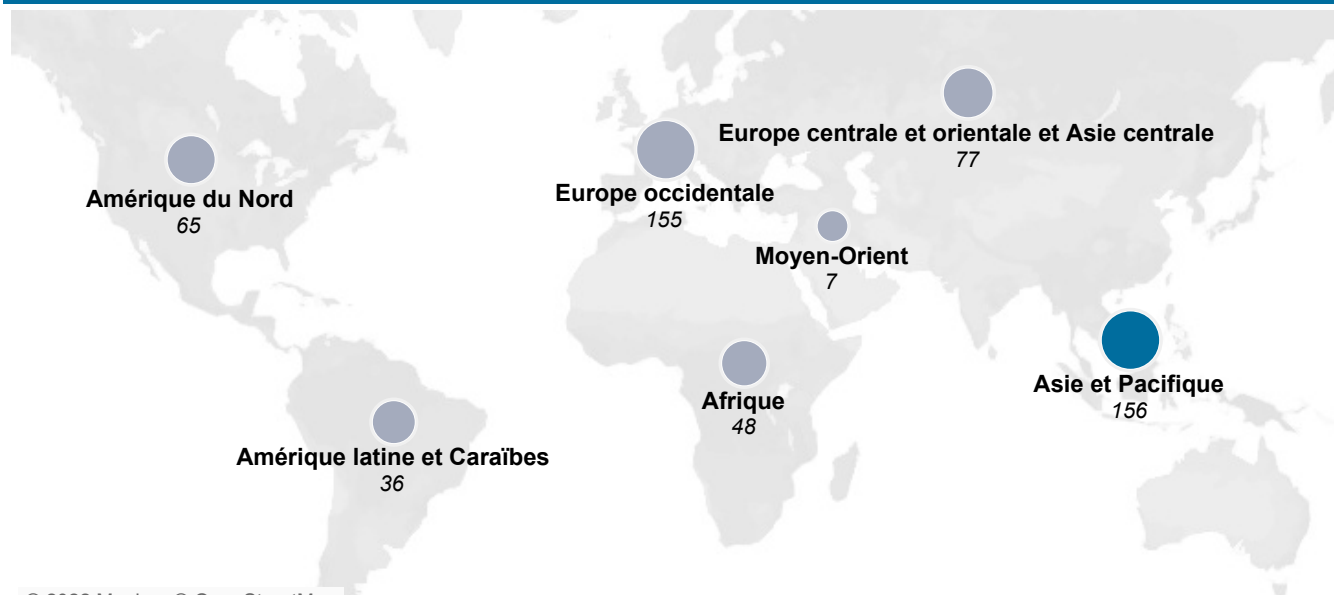 Europe centrale et orientale et Asie centrale
77
Amérique du Nord
65
Europe occidentale
155
Moyen-Orient
7
Asie et Pacifique
156
Afrique
48
Amérique latine et Caraïbes
36